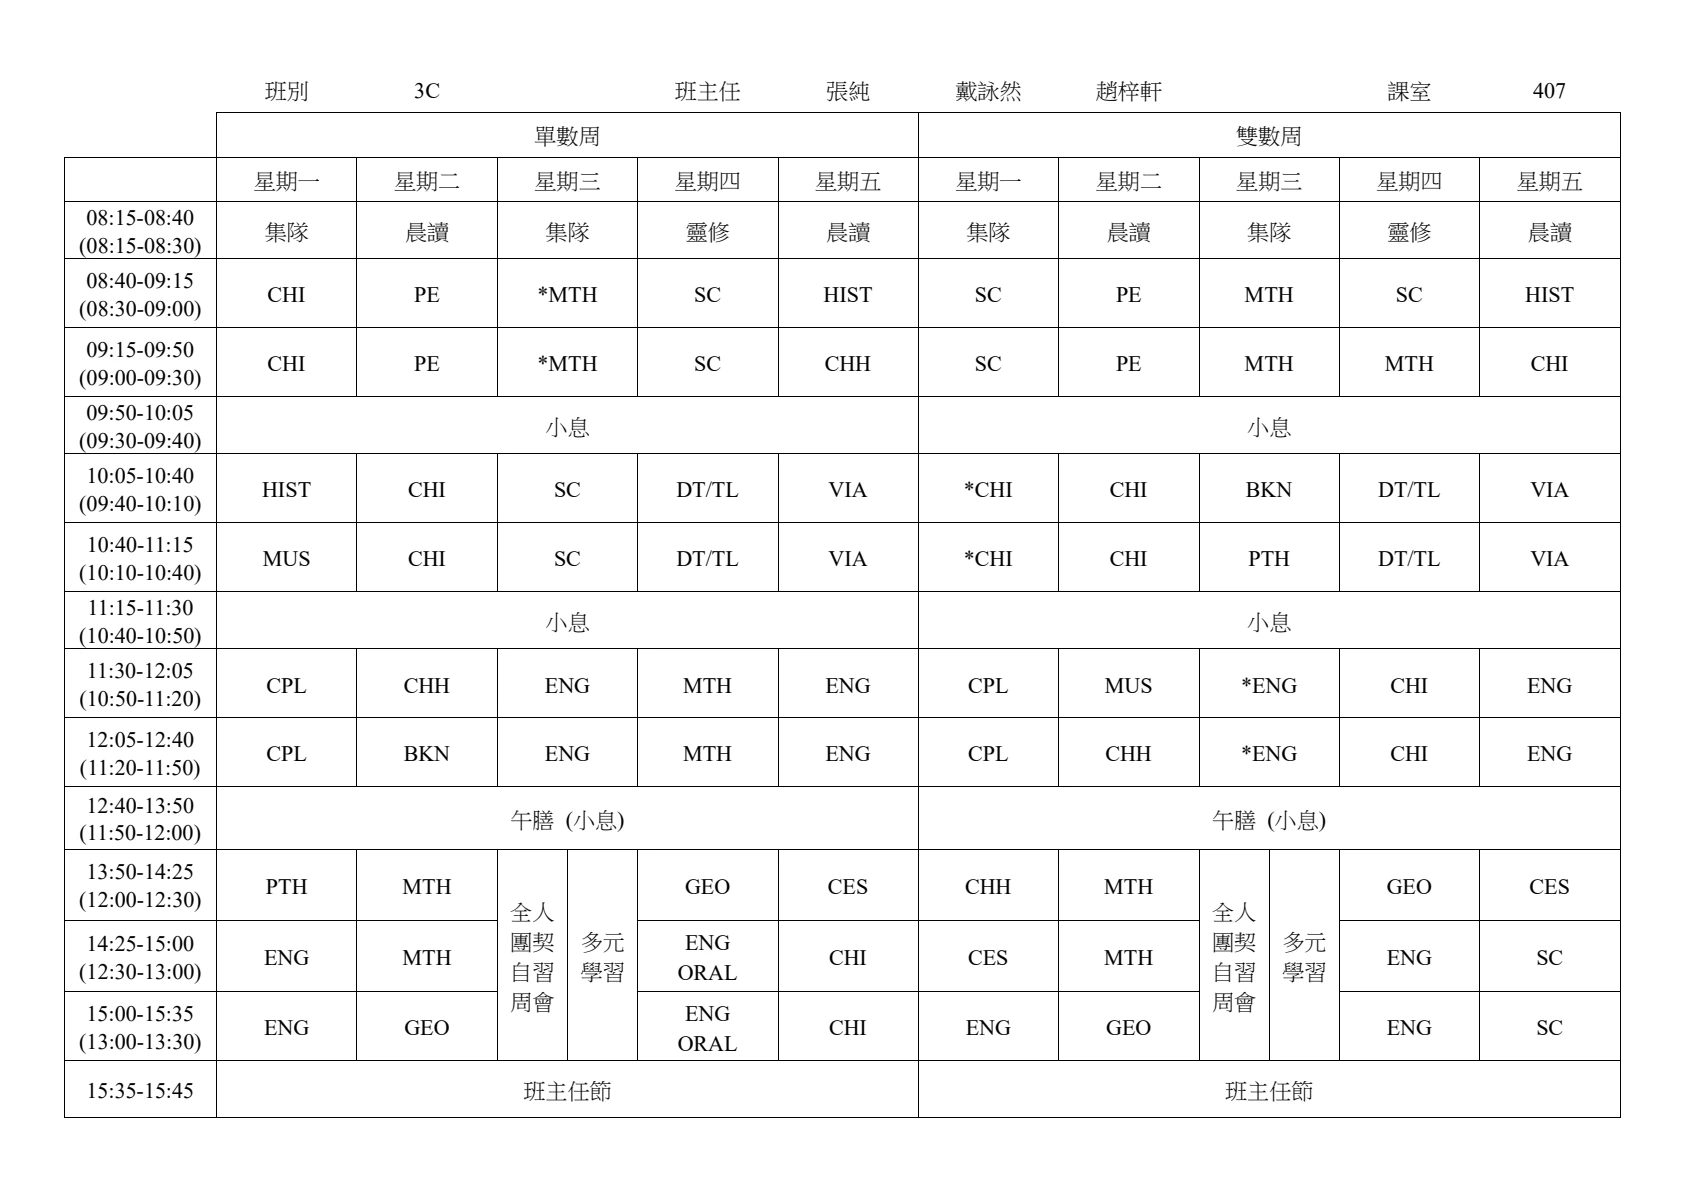 班別 3C 班主任 張純 戴詠然 趙梓軒 課室 407
單數周 雙數周
星期一 星期二 星期三 星期四 星期五 星期一 星期二 星期三 星期四 星期五
08:15-08:40
(08:15-08:30)
集隊 晨讀 集隊 靈修 晨讀 集隊 晨讀 集隊 靈修 晨讀
08:40-09:15
(08:30-09:00)
CHI PE *MTH SC HIST SC PE MTH SC HIST
09:15-09:50
(09:00-09:30)
CHI PE *MTH SC CHH SC PE MTH MTH CHI
09:50-10:05
(09:30-09:40)
小息 小息
10:05-10:40
(09:40-10:10)
HIST CHI SC DT/TL VIA *CHI CHI BKN DT/TL VIA
10:40-11:15
(10:10-10:40)
MUS CHI SC DT/TL VIA *CHI CHI PTH DT/TL VIA
11:15-11:30
(10:40-10:50)
小息 小息
11:30-12:05
(10:50-11:20)
CPL CHH ENG MTH ENG CPL MUS *ENG CHI ENG
12:05-12:40
(11:20-11:50)
CPL BKN ENG MTH ENG CPL CHH *ENG CHI ENG
12:40-13:50
(11:50-12:00)
午膳 (小息) 午膳 (小息)
13:50-14:25
(12:00-12:30)
PTH MTH GEO CES CHH MTH GEO CES
全人
團契
自習
周會
多元
學習
全人
團契
自習
周會
多元
學習
14:25-15:00
(12:30-13:00)
ENG MTH
ENG
ORAL
CHI CES MTH ENG SC
15:00-15:35
(13:00-13:30)
ENG GEO
ENG
ORAL
CHI ENG GEO ENG SC
15:35-15:45
班主任節 班主任節